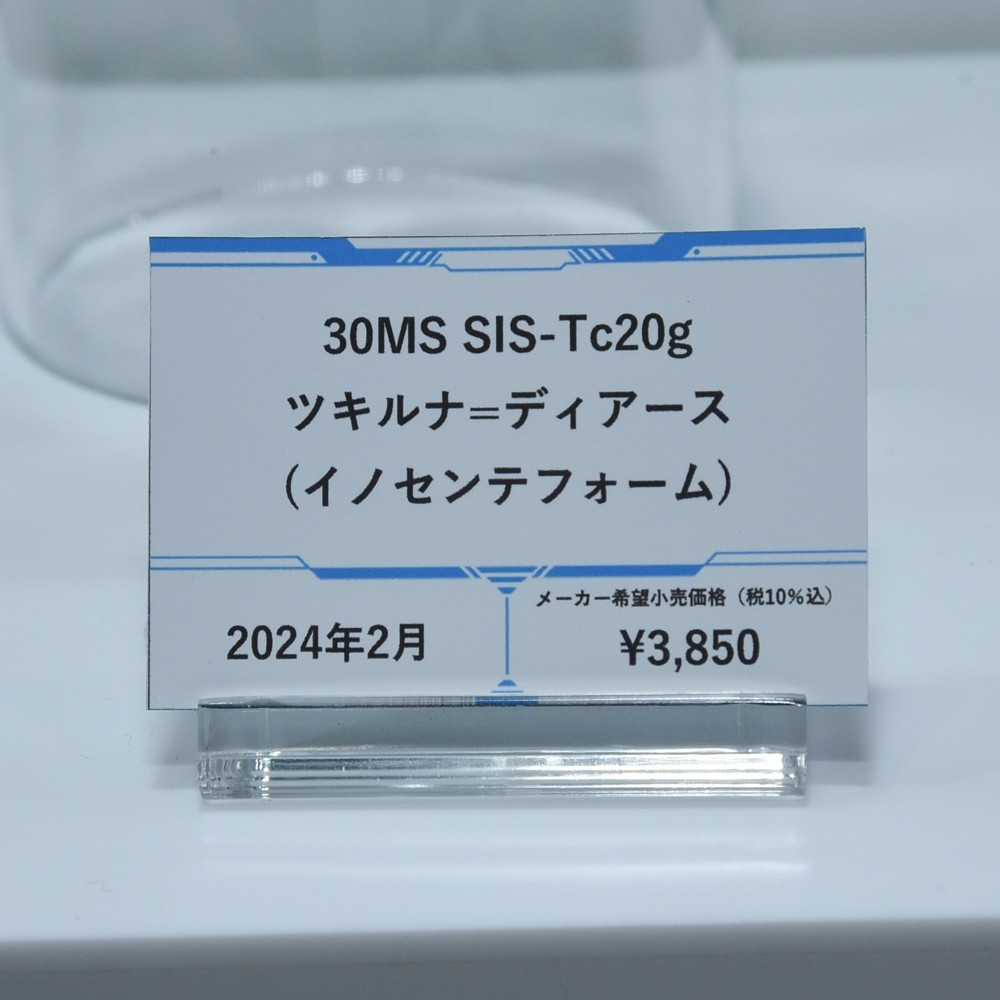 30MS SIS-Tc20g
ツキルナ=ディアース
(イノセンテフォーム)
2024年2月
メーカー希望小売価格（税10%込）
¥3,850